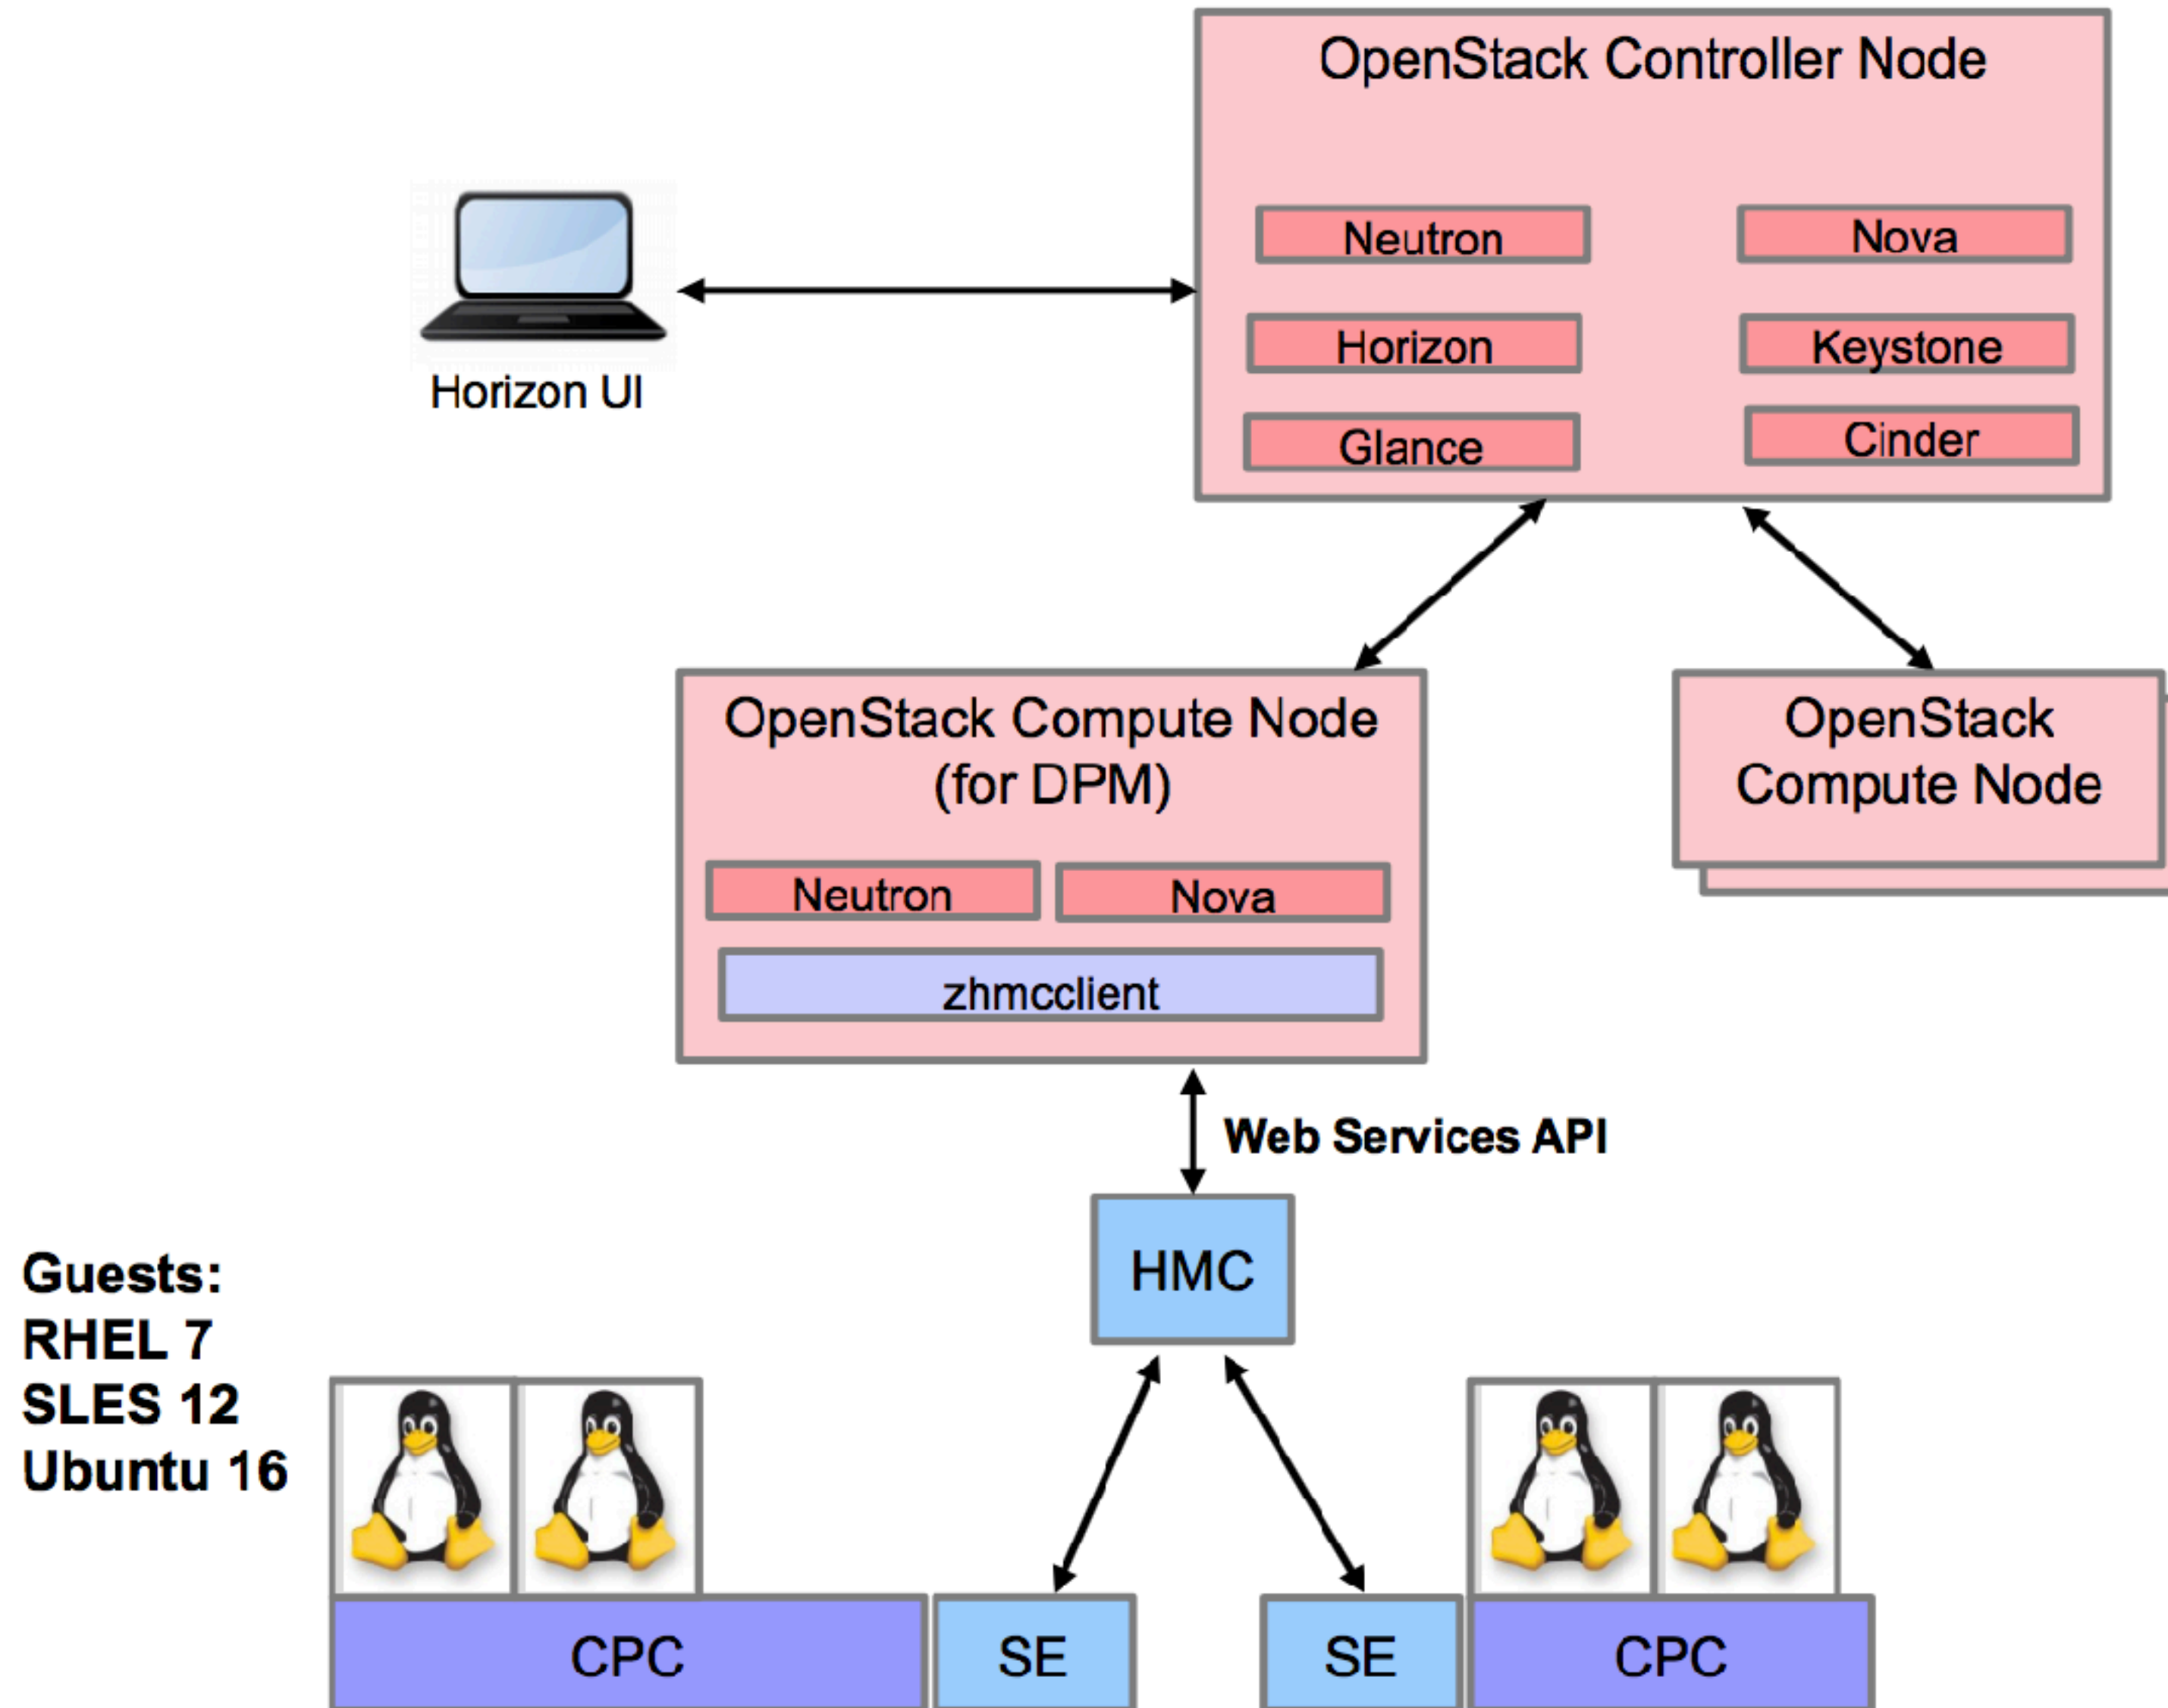 OpenStack Controller Node
Neutron
Nova
Horizon
Keystone
Glance
Cinder
Horizon UI
OpenStack Compute Node
(for DPM)
Neutron
Nova
zhmcclient
OpenStack
Compute Node
Web Services API
HMC
Guests:
RHEL 7
SLES 12
Ubuntu 16
CPC
SE
SE
CPC